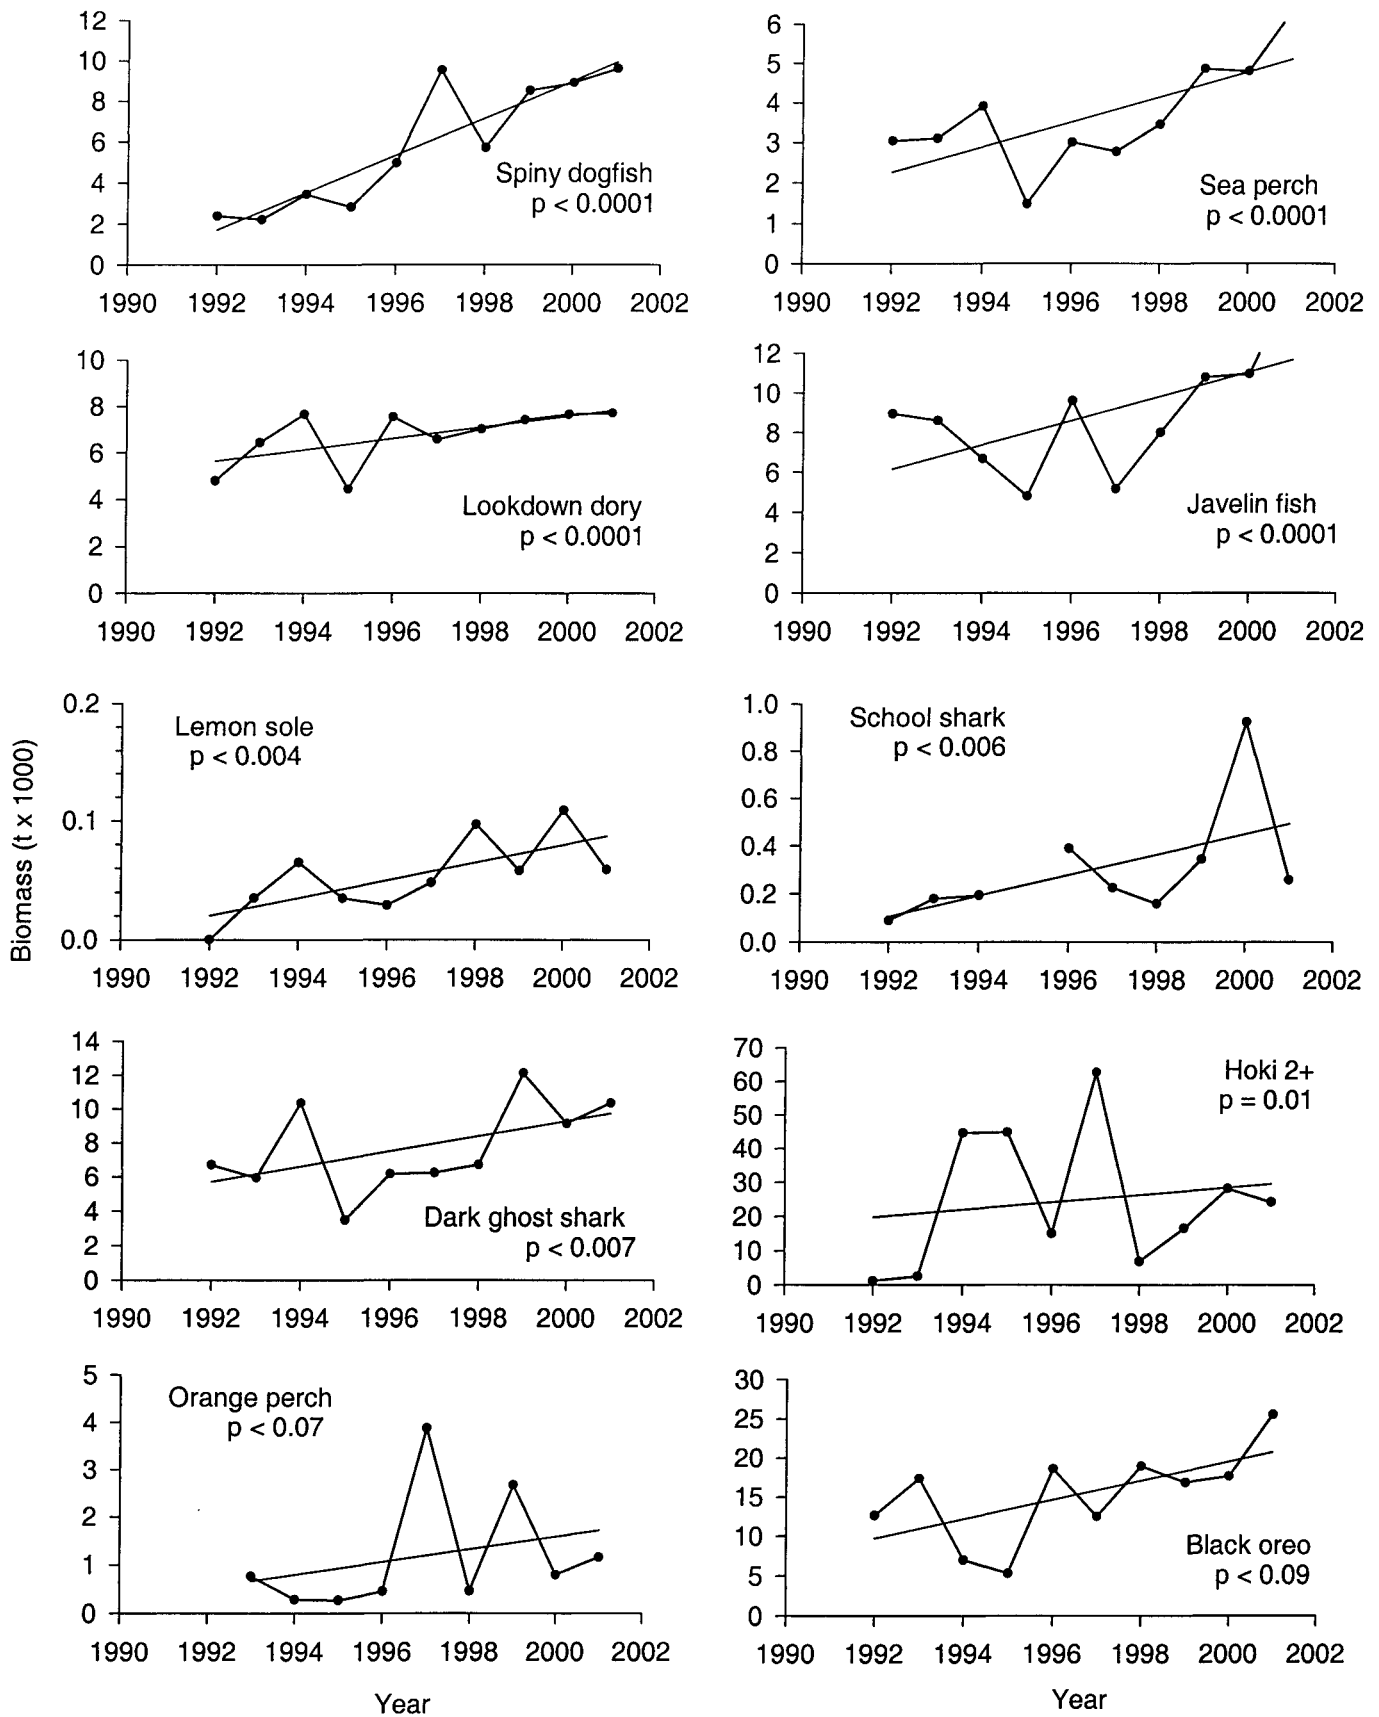 12
10
8
6
4
2
0
1990 1992 1994 1996 1998 2000 2002
Spiny dogfish
p < 0.0001
6
5
4
3
2
1
0
1990 1992 1994 1996 1998 2000 2002
Sea perch
p < 0.0001
10
8
6
4
2
0
1990 1992 1994 1996 1998 2000 2002
Lookdown dory
p < 0.0001
12
10
8
6
4
2
0
1990 1992 1994 1996 1998 2000 2002
Javelin fish
p < 0.0001
Biomass (t x 1000)
0.2
0.1
0.0
1990 1992 1994 1996 1998 2000 2002
Lemon sole
p < 0.004
1.0
0.8
0.6
0.4
0.2
0.0
1990 1992 1994 1996 1998 2000 2002
School shark
p < 0.006
14
12
10
8
6
4
2
0
1990 1992 1994 1996 1998 2000 2002
Dark ghost shark
p < 0.007
70
60
50
40
30
20
10
0
1990 1992 1994 1996 1998 2000 2002
Hoki 2+
p = 0.01
5
4
3
2
1
0
1990 1992 1994 1996 1998 2000 2002
Orange perch
p < 0.07
Year
30
25
20
15
10
5
0
1990 1992 1994 1996 1998 2000 2002
Black oreo
p < 0.09
Year